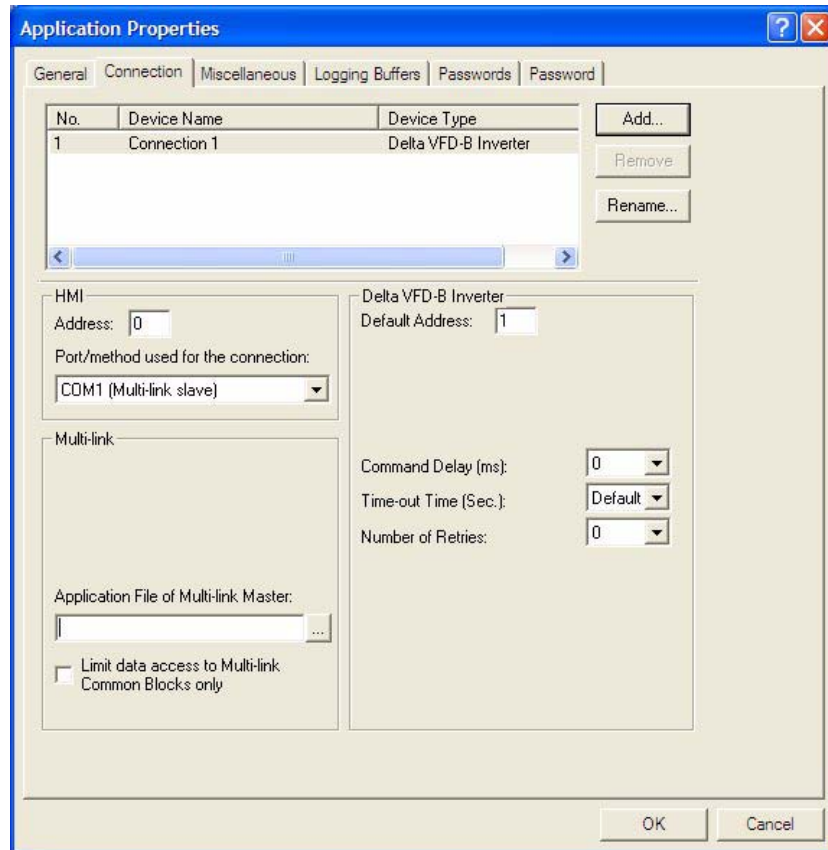 Application Properties
General Connection Miscellaneous Logging Buffers Passwords Password
No. Device Name Device Type
1 Connection 1 Delta VFD-B Inverter
Add...
Remove
Rename...
HMI
Address: 0
Port/method used for the connection:
COM1 (Multi-link slave)
Multi-link
Application File of Multi-link Master:
...
Limit data access to Multi-link
Common Blocks only
Delta VFD-B Inverter
Default Address: 1
Command Delay (ms): 0
Time-out Time (Sec.): Default
Number of Retries: 0
OK Cancel